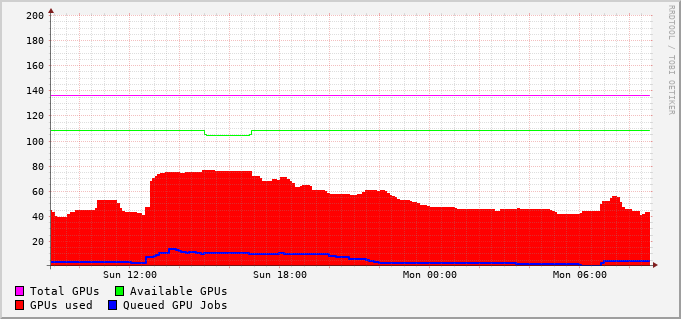 RRDTOOL / TOBI OETIKER
200
180
160
140
120
100
80
60
40
20
Sun 12:00 Sun 18:00 Mon 00:00 Mon 06:00
Total GPUs Available GPUs
GPUs used Queued GPU Jobs